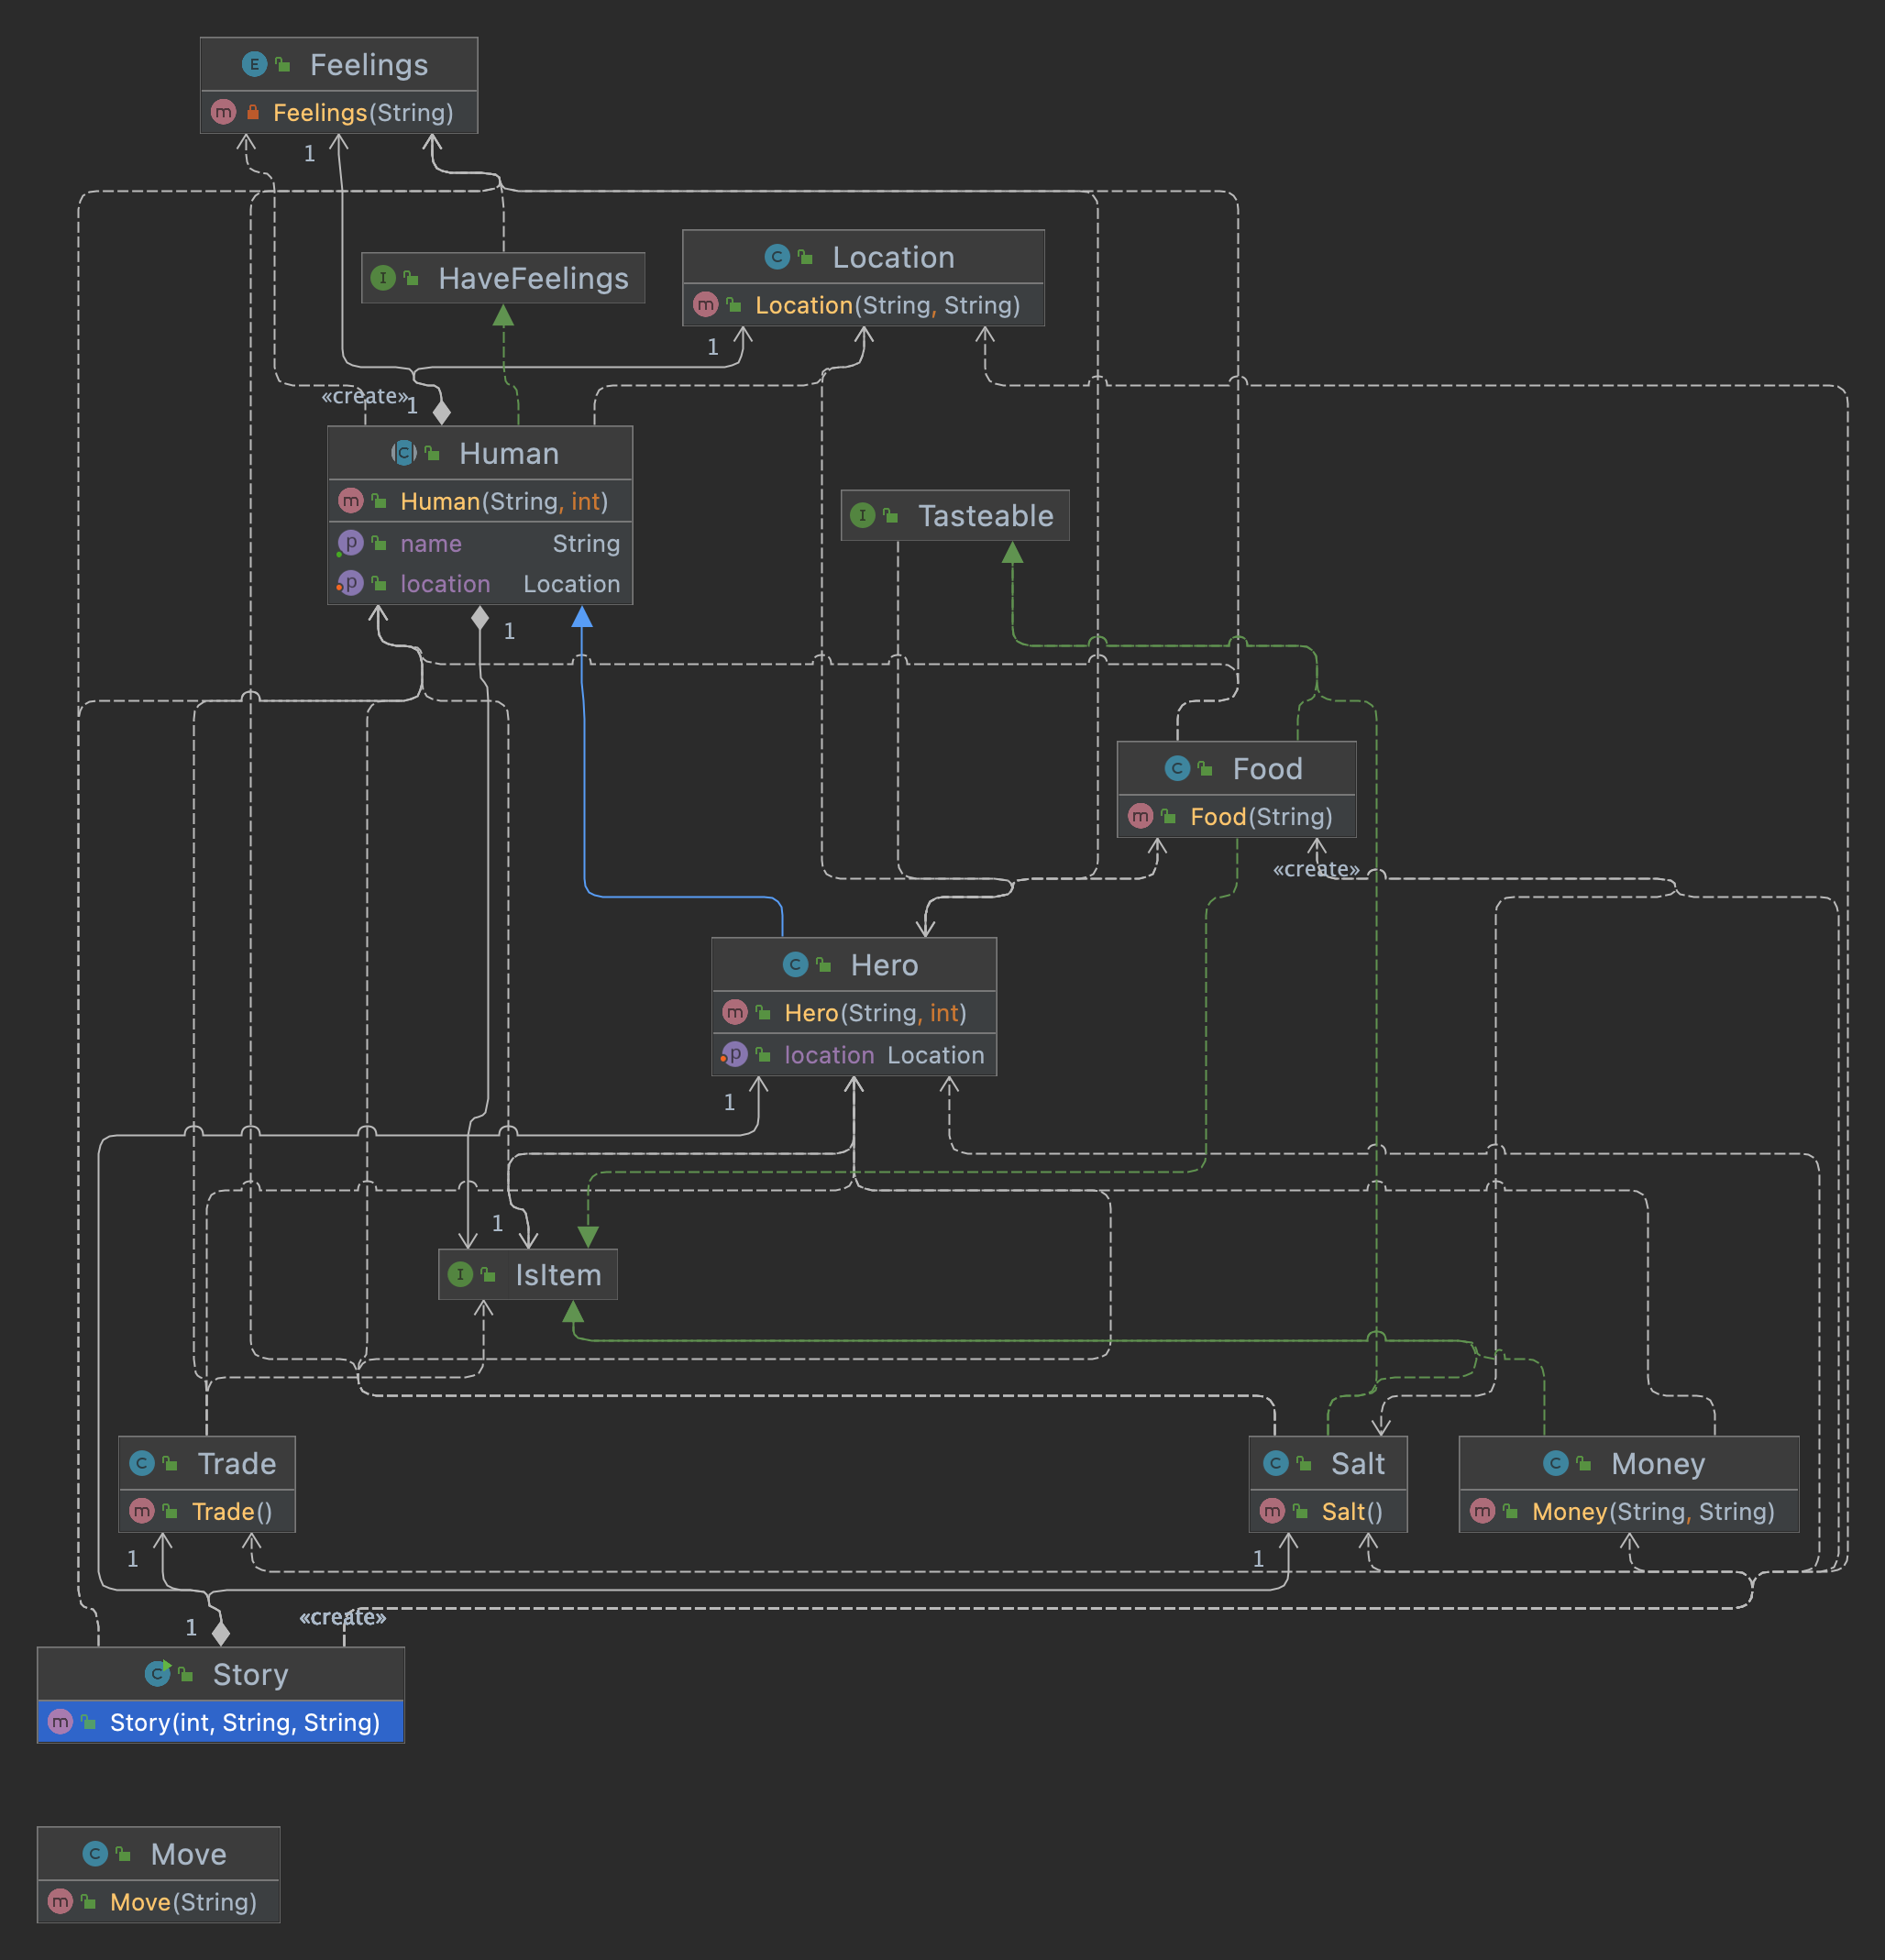 Feelings
Feelings(String)
1
HaveFeelings
Location
Location(String, String)
1
«create»
1
Human
Human(String, int)
name String
location Location
1
Tasteable
Food
Food(String)
«create»
Hero
Hero(String, int)
location Location
1
1
IsItem
Trade
Trade()
Salt
Salt()
Money
Money(String, String)
1
1
1
«create»
Story
Story(int, String, String)
Move
Move(String)